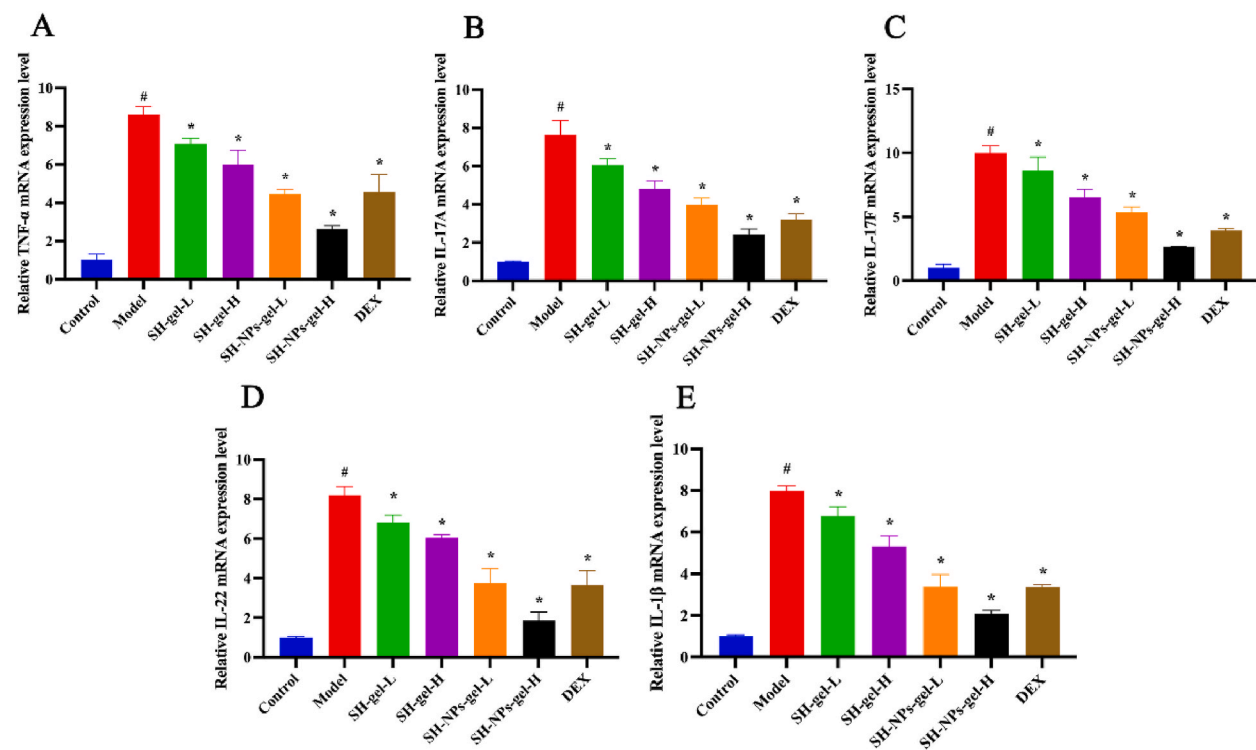 A
Relative TNF-α mRNA expression level
10
8
6
4
2
0
#
*
*
*
*
*
Control
Model
SH-gel-L
SH-gel-H
SH-NPs-gel-L
SH-NPs-gel-H
DEX
B
Relative IL-17A mRNA expression level
10
8
6
4
2
0
#
*
*
*
*
*
Control
Model
SH-gel-L
SH-gel-H
SH-NPs-gel-L
SH-NPs-gel-H
DEX
C
Relative IL-17F mRNA expression level
15
10
5
0
#
*
*
*
*
*
Control
Model
SH-gel-L
SH-gel-H
SH-NPs-gel-L
SH-NPs-gel-H
DEX
D
Relative IL-22 mRNA expression level
10
8
6
4
2
0
#
*
*
*
*
*
Control
Model
SH-gel-L
SH-gel-H
SH-NPs-gel-L
SH-NPs-gel-H
DEX
E
Relative IL-1β mRNA expression level
10
8
6
4
2
0
#
*
*
*
*
*
Control
Model
SH-gel-L
SH-gel-H
SH-NPs-gel-L
SH-NPs-gel-H
DEX